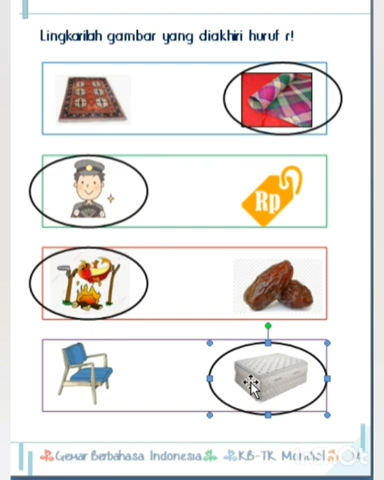 Lingkarilah gambar yang diakhiri huruf r!
Rp
Gemar Berbahasa Indonesia KB-TK